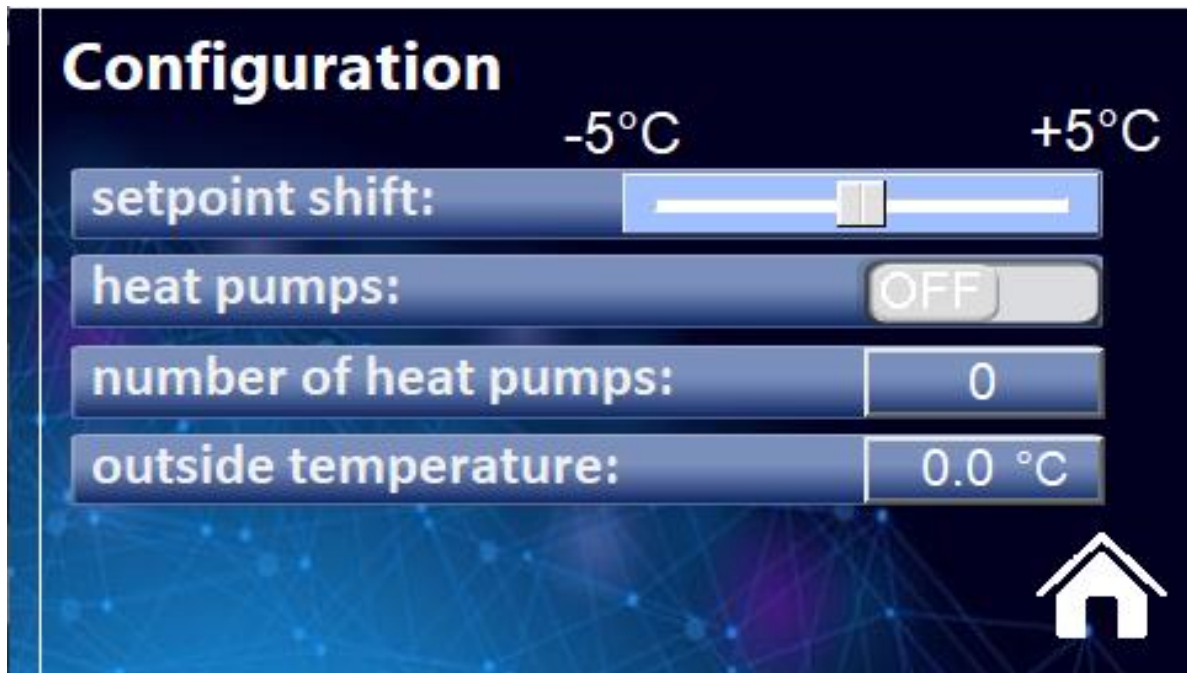 Configuration
-5°C +5°C
setpoint shift:
heat pumps: OFF
number of heat pumps: 0
outside temperature: 0.0 °C